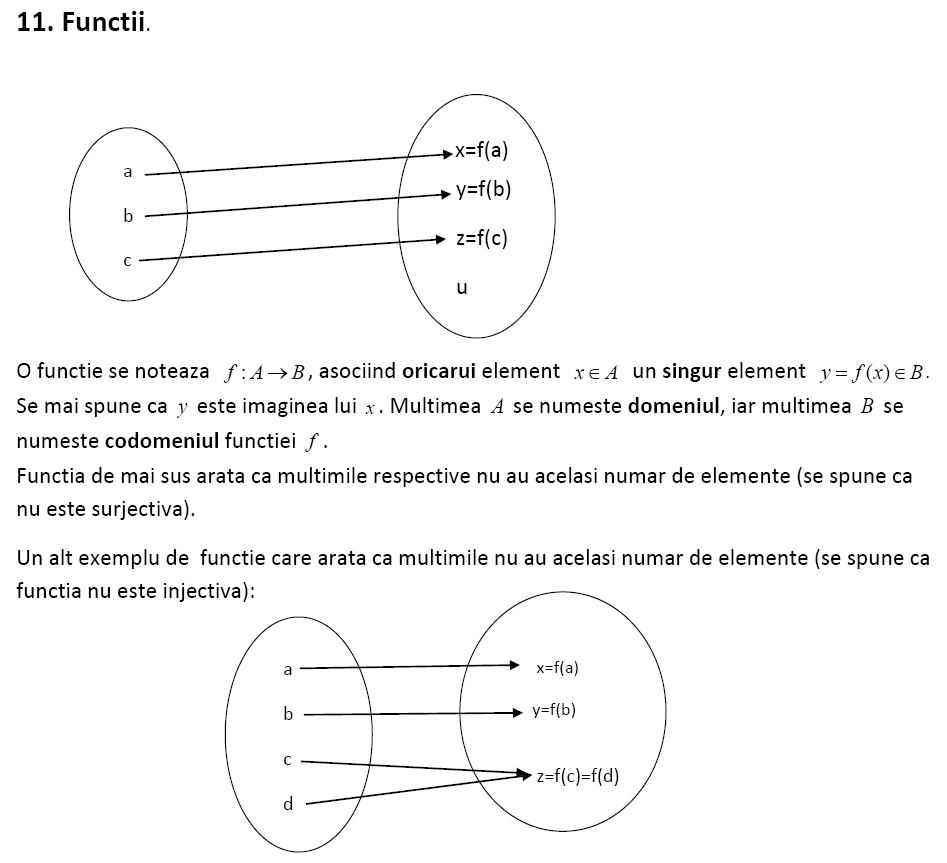 11. Functii.
a
x=f(a)
b
y=f(b)
c
z=f(c)
u
O functie se noteaza f : A → B, asociind oricarui element x ∈ A un singur element y = f(x) ∈ B.
Se mai spune ca y este imaginea lui x. Multimea A se numeste domeniul, iar multimea B se
numeste codomeniul functiei f.
Functia de mai sus arata ca multimile respective nu au acelasi numar de elemente (se spune ca
nu este surjectiva).
Un alt exemplu de functie care arata ca multimile nu au acelasi numar de elemente (se spune ca
functia nu este injectiva):
a
x=f(a)
b
y=f(b)
c
z=f(c)=f(d)
d